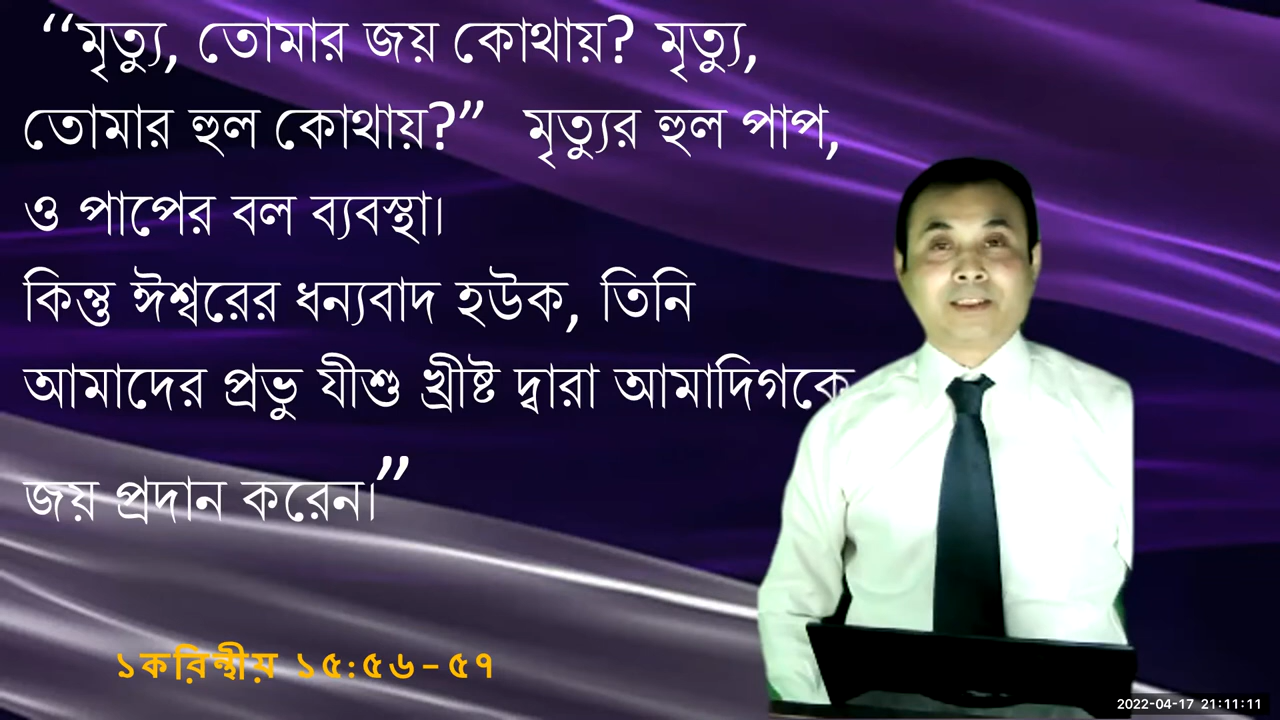 “মৃত্যু, তোমার জয় কোথায়? মৃত্যু,
তোমার হুল কোথায়?” মৃত্যুর হুল পাপ,
ও পাপের বল ব্যবস্থা।
কিন্তু ঈশ্বরের ধন্যবাদ হউক, তিনি
আমাদের প্রভু যীশু খ্রীষ্ট দ্বারা আমাদিগকে
জয় প্রদান করেন।”
১করিন্থীয় ১৫:৫৬-৫৭
2022-04-17 21:11:11